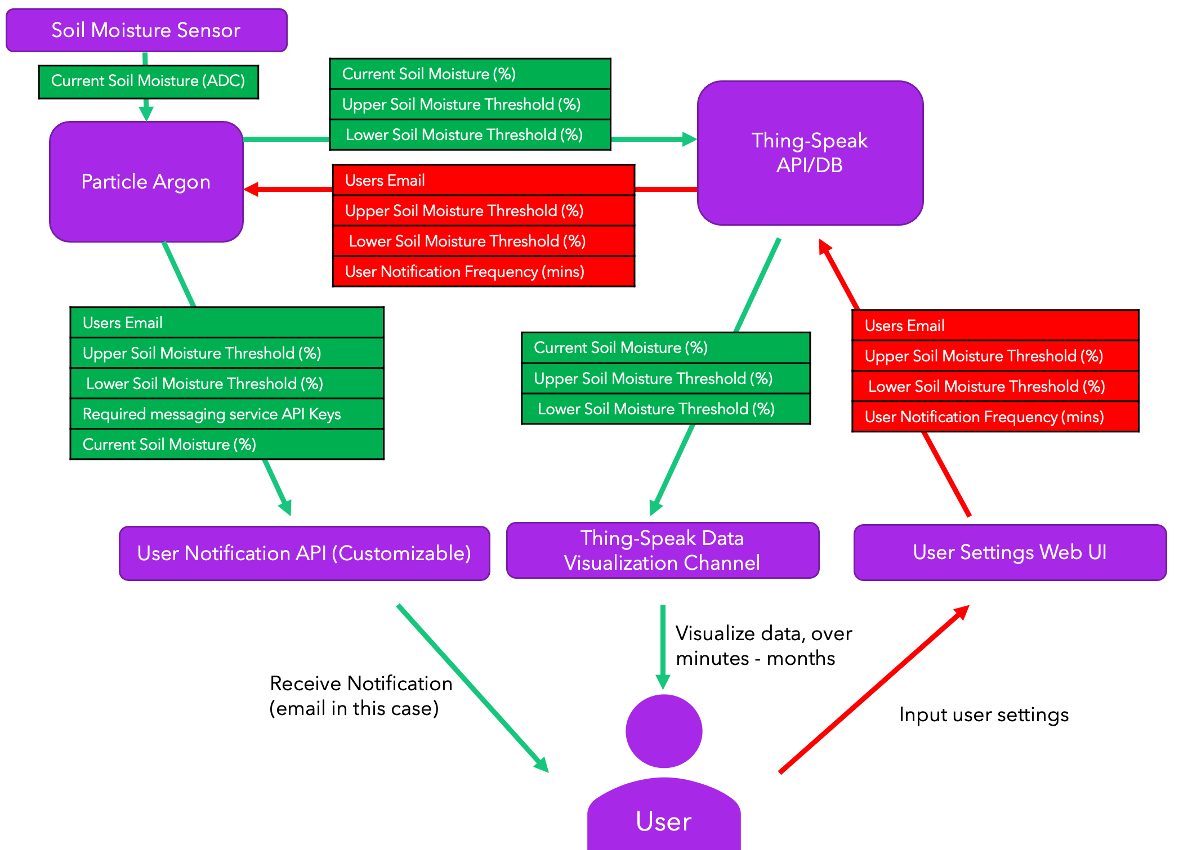 Soil Moisture Sensor
Current Soil Moisture (ADC)
Current Soil Moisture (%)
Upper Soil Moisture Threshold (%)
Lower Soil Moisture Threshold (%)
Thing-Speak
API/DB
Particle Argon
Users Email
Upper Soil Moisture Threshold (%)
Lower Soil Moisture Threshold (%)
User Notification Frequency (mins)
Users Email
Upper Soil Moisture Threshold (%)
Lower Soil Moisture Threshold (%)
Required messaging service API Keys
Current Soil Moisture (%)
Current Soil Moisture (%)
Upper Soil Moisture Threshold (%)
Lower Soil Moisture Threshold (%)
Users Email
Upper Soil Moisture Threshold (%)
Lower Soil Moisture Threshold (%)
User Notification Frequency (mins)
User Notification API (Customizable)
Thing-Speak Data
Visualization Channel
User Settings Web UI
Receive Notification
(email in this case)
Visualize data, over
minutes - months
Input user settings
User